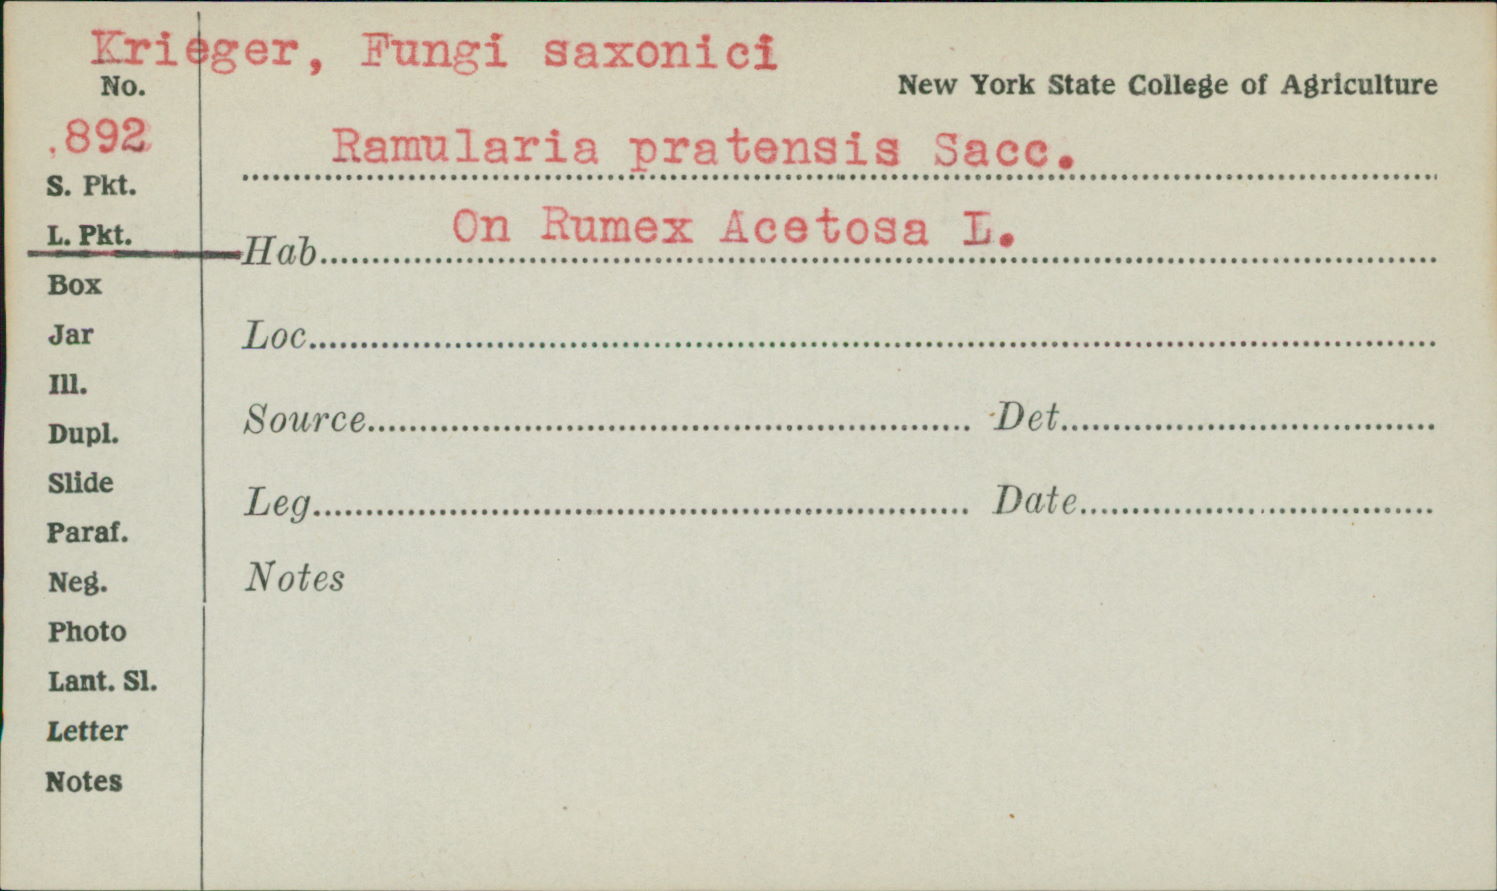 Krieger, Fungi saxonici
No.
New York State College of Agriculture
.892
Ramularia pratensis Sacc.
S. Pkt.
L. Pkt.
Hab. On Rumex Acetosa L.
Box
Jar
Loc.
Ill.
Source Det.
Dupl.
Slide
Leg. Date
Paraf.
Neg.
Notes
Photo
Lant. Sl.
Letter
Notes